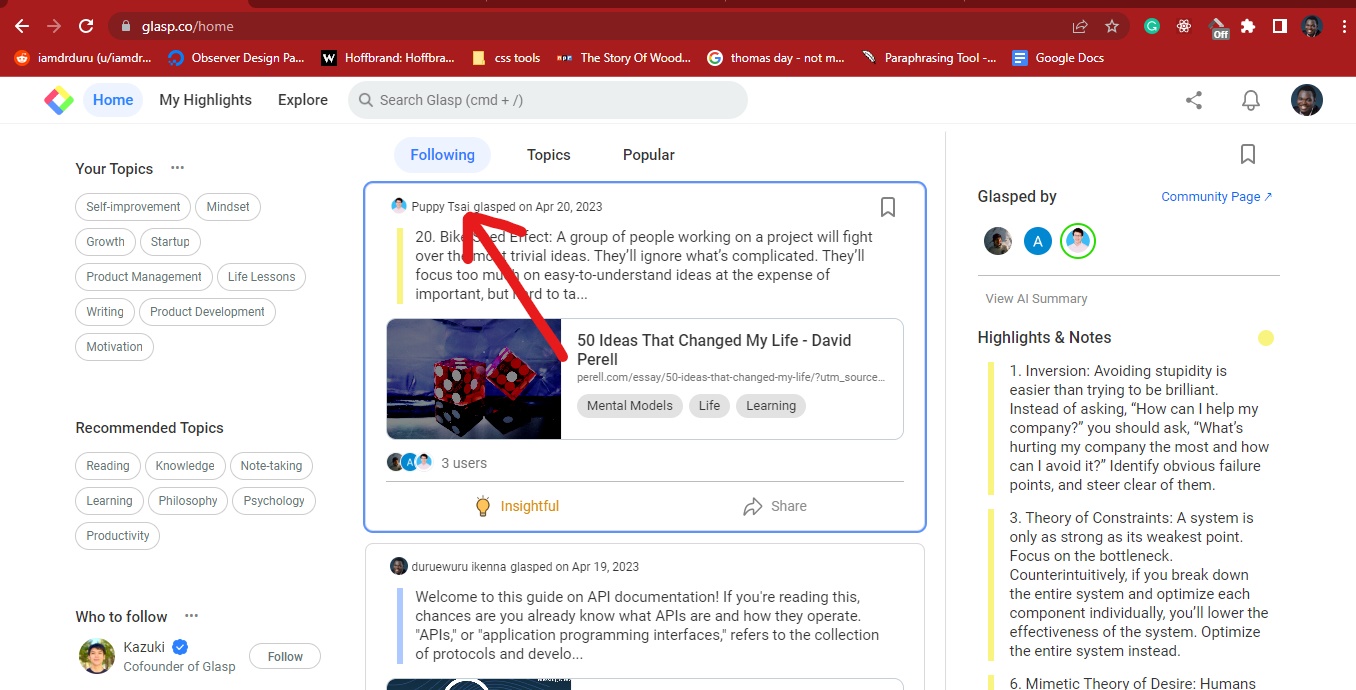 glasp.co/home
Off
iamdrduru (u/iamdr...
Observer Design Pa...
W
Hoffbrand: Hoffbra...
css tools
npr
The Story Of Wood...
thomas day - not m...
Paraphrasing Tool -...
Google Docs
Home
My Highlights
Explore
Search Glasp (cmd + /)
Your Topics
Self-improvement
Mindset
Growth
Startup
Product Management
Life Lessons
Writing
Product Development
Motivation
Recommended Topics
Reading
Knowledge
Note-taking
Learning
Philosophy
Psychology
Productivity
Who to follow
Kazuki
Cofounder of Glasp
Follow
Following
Topics
Popular
Puppy Tsai glasped on Apr 20, 2023
20. Bike Effect: A group of people working on a project will fight
over the most trivial ideas. They’ll ignore what’s complicated. They’ll
focus too much on easy-to-understand ideas at the expense of
important, but hard to ta...
50 Ideas That Changed My Life - David
Perell
perell.com/essay/50-ideas-that-changed-my-life/?utm_source...
Mental Models
Life
Learning
A
3 users
Insightful
Share
duruewuru ikenna glasped on Apr 19, 2023
Welcome to this guide on API documentation! If you're reading this,
chances are you already know what APIs are and how they operate.
"APIs," or "application programming interfaces," refers to the collection
of protocols and develo...
Glasped by
Community Page ↗
A
View AI Summary
Highlights & Notes
1. Inversion: Avoiding stupidity is
easier than trying to be brilliant.
Instead of asking, “How can I help my
company?” you should ask, “What’s
hurting my company the most and how
can I avoid it?” Identify obvious failure
points, and steer clear of them.
3. Theory of Constraints: A system is
only as strong as its weakest point.
Focus on the bottleneck.
Counterintuitively, if you break down
the entire system and optimize each
component individually, you’ll lower the
effectiveness of the system. Optimize
the entire system instead.
6. Mimetic Theory of Desire: Humans